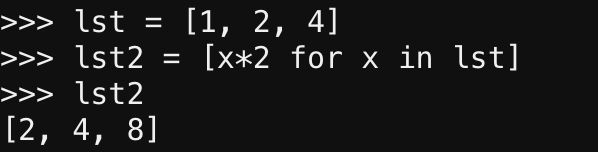 >>> lst = [1, 2, 4]
>>> lst2 = [x*2 for x in lst]
>>> lst2
[2, 4, 8]